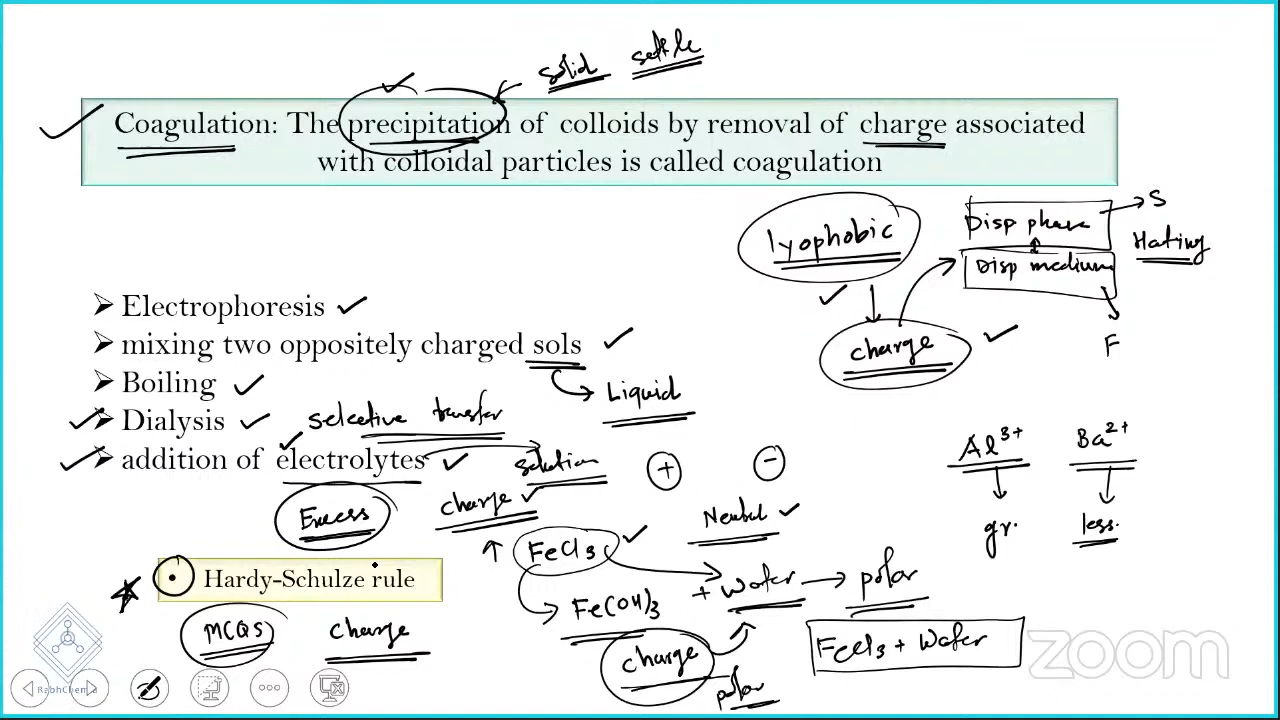 solid settle
Coagulation: The precipitation of colloids by removal of charge associated
with colloidal particles is called coagulation
lyophobic
Disp phase → S
Hating
Disp medium
F
charge
➢ Electrophoresis
➢ mixing two oppositely charged sols
Liquid
➢ Boiling
➢ Dialysis
selective transfer
➢ addition of electrolytes
solution
+ −
Al3+ Ba2+
gr. less.
Excess charge
Neutral
FeCl3
+ Water → polar
Fe(OH)3
• Hardy-Schulze rule
MCQS charge
charge
polar
FeCl3 + Water
RabhChema
zoom